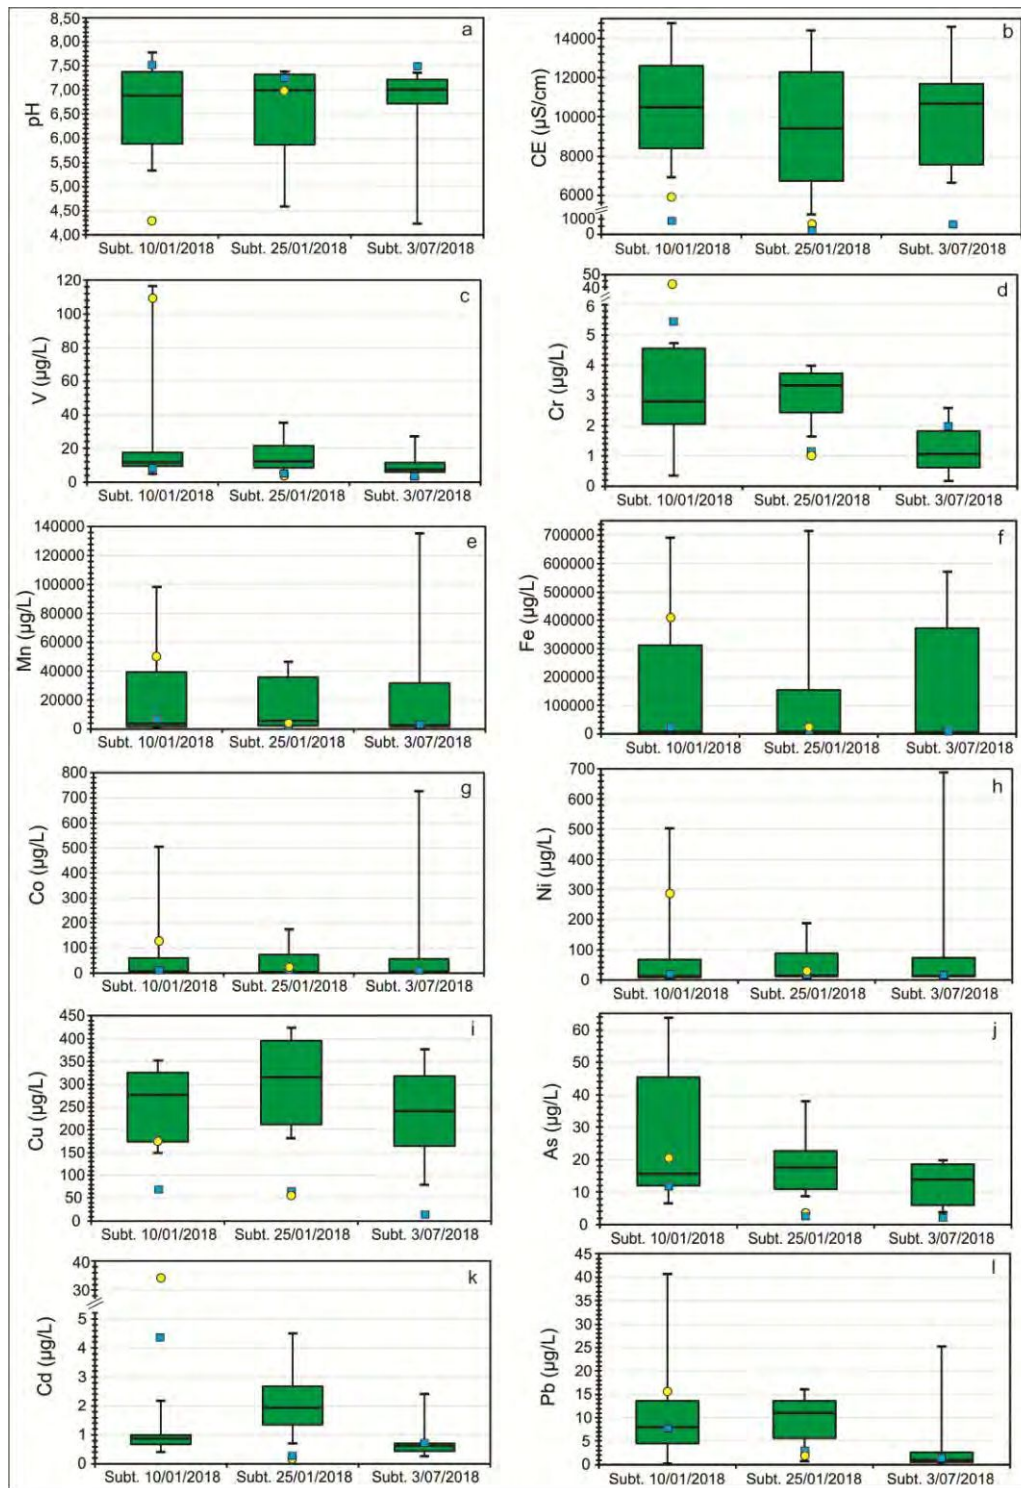 a
pH
8,50
8,00
7,50
7,00
6,50
6,00
5,50
5,00
4,50
4,00
Subt. 10/01/2018 Subt. 25/01/2018 Subt. 3/07/2018
b
CE (µS/cm)
14000
12000
10000
8000
6000
1000
0
Subt. 10/01/2018 Subt. 25/01/2018 Subt. 3/07/2018
c
V (µg/L)
120
100
80
60
40
20
0
Subt. 10/01/2018 Subt. 25/01/2018 Subt. 3/07/2018
d
Cr (µg/L)
50
40
6
5
4
3
2
1
0
Subt. 10/01/2018 Subt. 25/01/2018 Subt. 3/07/2018
e
Mn (µg/L)
140000
120000
100000
80000
60000
40000
20000
0
Subt. 10/01/2018 Subt. 25/01/2018 Subt. 3/07/2018
f
Fe (µg/L)
700000
600000
500000
400000
300000
200000
100000
0
Subt. 10/01/2018 Subt. 25/01/2018 Subt. 3/07/2018
g
Co (µg/L)
800
700
600
500
400
300
200
100
0
Subt. 10/01/2018 Subt. 25/01/2018 Subt. 3/07/2018
h
Ni (µg/L)
700
600
500
400
300
200
100
0
Subt. 10/01/2018 Subt. 25/01/2018 Subt. 3/07/2018
i
Cu (µg/L)
450
400
350
300
250
200
150
100
50
0
Subt. 10/01/2018 Subt. 25/01/2018 Subt. 3/07/2018
j
As (µg/L)
60
50
40
30
20
10
0
Subt. 10/01/2018 Subt. 25/01/2018 Subt. 3/07/2018
k
Cd (µg/L)
40
30
5
4
3
2
1
0
Subt. 10/01/2018 Subt. 25/01/2018 Subt. 3/07/2018
l
Pb (µg/L)
45
40
35
30
25
20
15
10
5
0
Subt. 10/01/2018 Subt. 25/01/2018 Subt. 3/07/2018